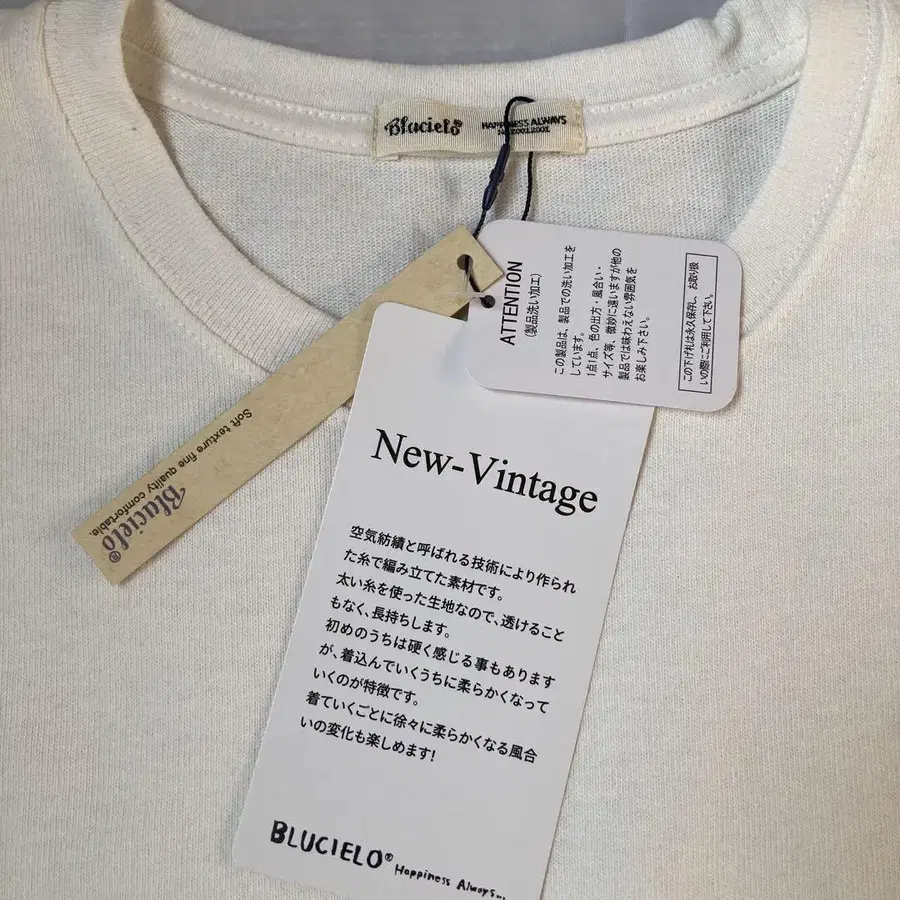 Blucielo®
HAPPINESS ALWAYS
ATTENTION
(製品洗い加工)
この製品は、製品での洗い加工を
しています。
1点1点、色の出方・風合い・
サイズ等、微妙に違いますが他の
製品では味わえない雰囲気を
お楽しみ下さい。
この下げ札は永久保存し、お取り扱
いの際にご利用して下さい。
Soft texture fine quality comfortable.
Blucielo®
New-Vintage
空気紡績と呼ばれる技術により作られ
た糸で編み立てた素材です。
太い糸を使った生地なので、透けること
もなく、長持ちします。
初めのうちは硬く感じる事もあります
が、着込んでいくうちに柔らかくなって
いくのが特徴です。
着ていくごとに徐々に柔らかくなる風合
いの変化も楽しめます!
BLUCIELO®
Happiness Always...